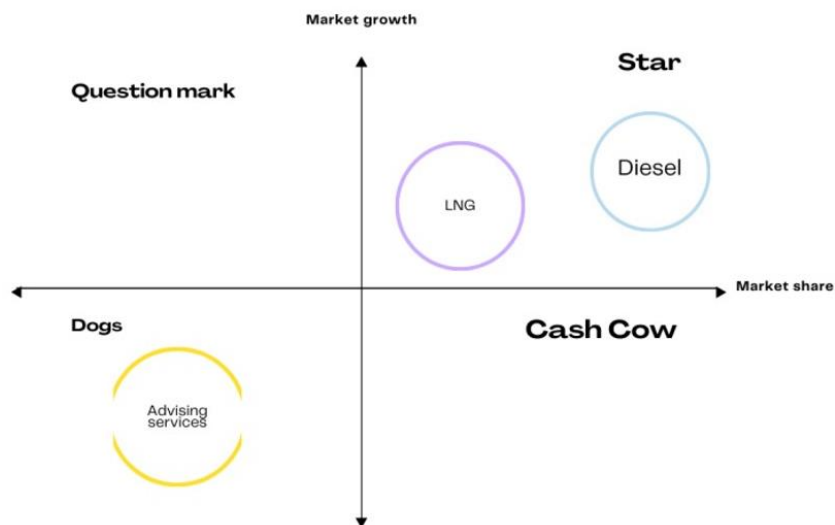 Market growth
Star
Question mark
Diesel
LNG
Market share
Dogs
Cash Cow
Advising
services